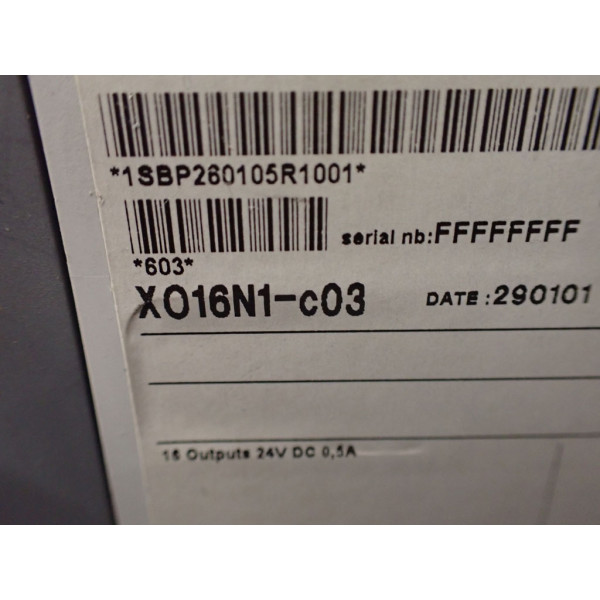 *1SBP260105R1001*
serial nb:FFFFFFFF
*603*
XO16N1-c03 DATE :290101
16 Outputs 24V DC 0,5A